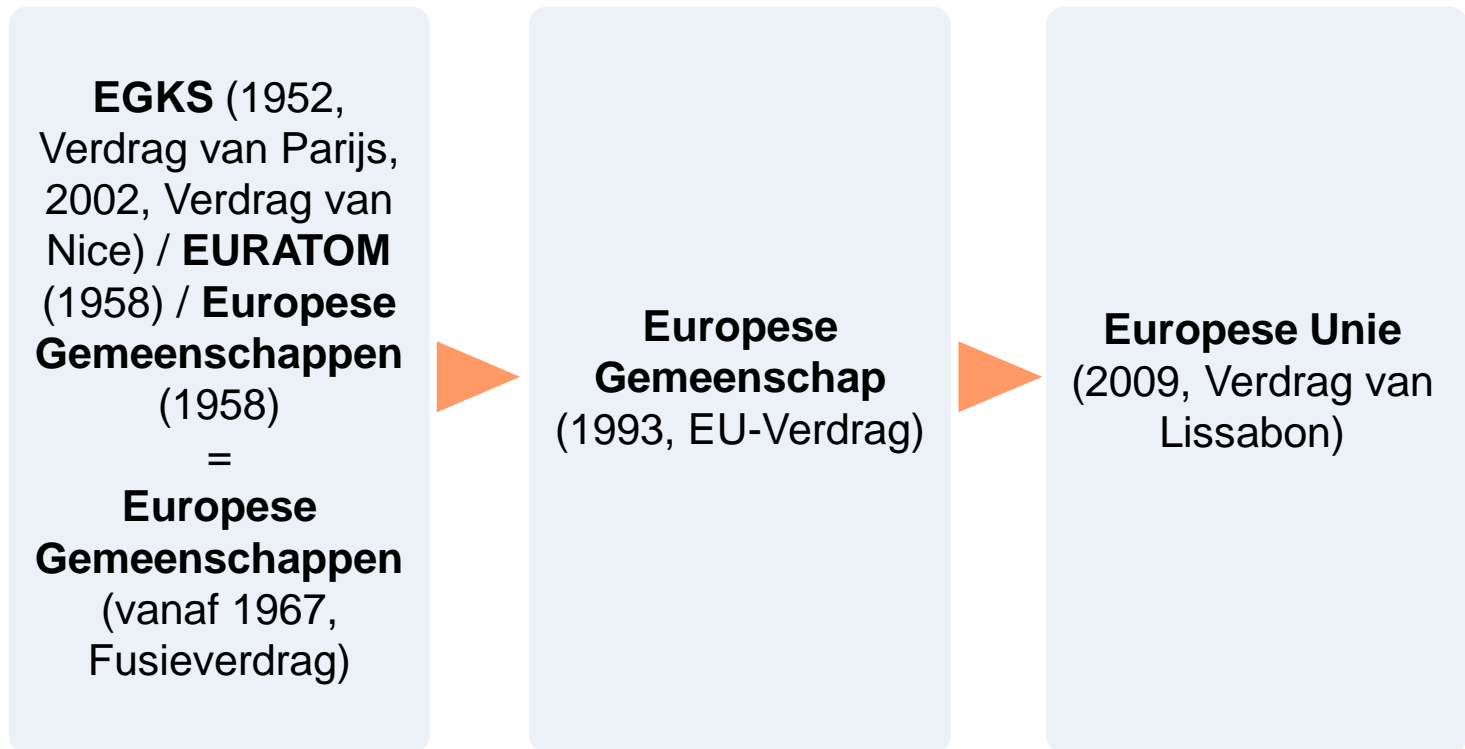 EGKS (1952,
Verdrag van Parijs,
2002, Verdrag van
Nice) / EURATOM
(1958) / Europese
Gemeenschappen
(1958)
=
Europese
Gemeenschappen
(vanaf 1967,
Fusieverdrag)
Europese
Gemeenschap
(1993, EU-Verdrag)
Europese Unie
(2009, Verdrag van
Lissabon)